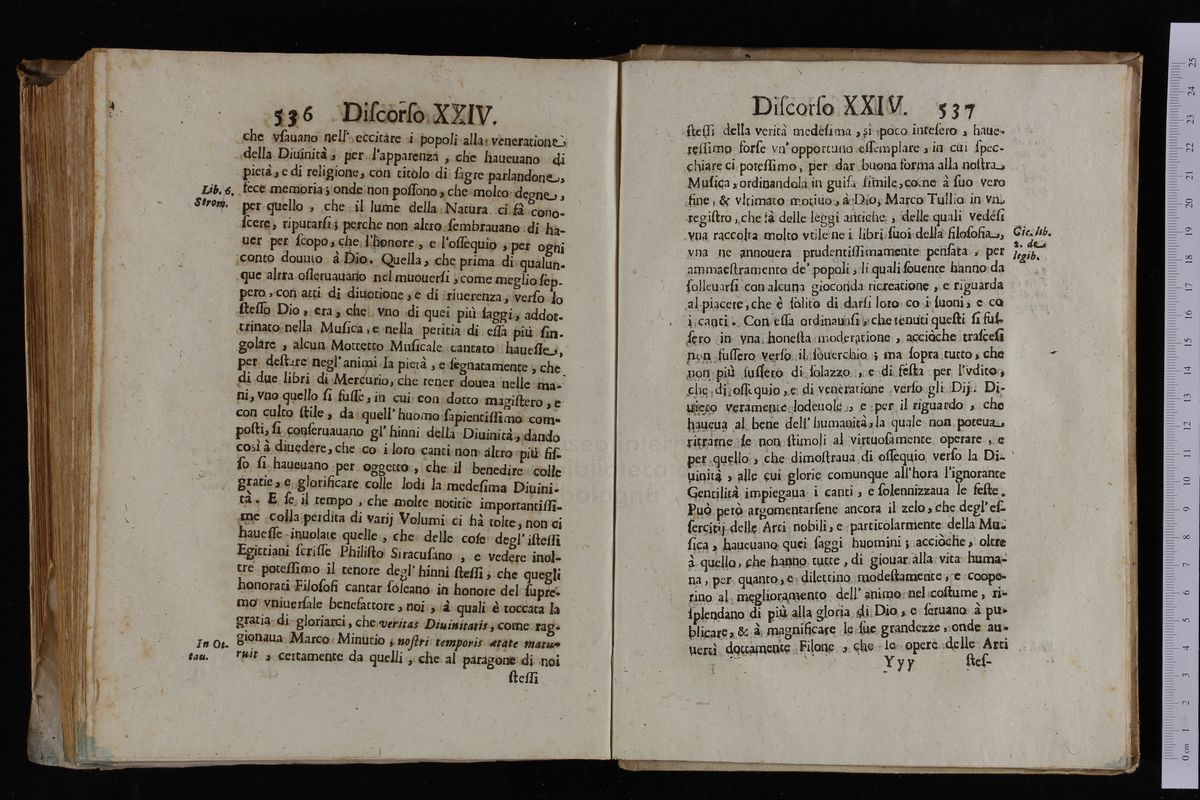 536 Diſcorſo XXIV.
che vſauano nell' eccitare i popoli alla veneratione
della Diuinità, per l'apparenza, che haueuano di
pietà, e di religione, con titolo di ſagre parlandone,
Lib. 6.
Strom.
fece memoria; onde non poſſono, che molto degne,
per quello, che il lume della Natura ci fà cono-
ſcere, riputarſi; perche non altro ſembrauano di ha-
uer per ſcopo, che l'honore, e l'oſſequio, per ogni
conto douuto à Dio. Quella, che prima di qualun-
que altra oſſeruauano nel muouerſi, come meglio ſep-
pero, con atti di diuotione, e di riuerenza, verſo lo
ſteſſo Dio, era, che vno di quei più ſaggi, addot-
trinato nella Muſica, e nella peritia di eſſa più ſin-
golare, alcun Mottetto Muſicale cantato haueſſe,
per deſtare negl'animi la pietà, e ſegnatamente, che
di due libri di Mercurio, che tener douea nelle ma-
ni, vno quello ſi fuſſe, in cui con dotto magiſtero, e
con culto ſtile, da quell'huomo ſapientiſſimo com-
poſti, ſi conſeruauano gl'hinni della Diuinità, dando
così à diuedere, che co i loro canti non altro più fiſ-
ſo ſi haueuano per oggetto, che il benedire colle
gratie, e glorificare colle lodi la medeſima Diuini-
tà. E ſe il tempo, che molte notitie importantiſſi-
me colla perdita di varij Volumi ci hà tolte, non ci
haueſſe inuolate quelle, che delle coſe degl'iſteſſi
Egittiani ſcriſſe Philiſto Siracuſano, e vedere inol-
tre poteſſimo il tenore degl'hinni ſteſſi, che quegli
honorati Filoſofi cantar ſoleano in honore del ſupre-
mo vniuerſale benefattore, noi, à quali è toccata la
gratia di gloriarci, che veritas Diuinitatis, come rag-
In Ot-
tau.
gionaua Marco Minutio, noſtri temporis ætate matu-
ruit, certamente da quelli, che al paragone di noi
ſteſſi
Diſcorſo XXIV. 537
ſteſſi della verità medeſima, sì poco inteſero, haue-
reſſimo forſe vn'opportuno eſſemplare, in cui ſpec-
chiare ci poteſſimo, per dar buona forma alla noſtra
Muſica, ordinandola in guiſa ſimile, come à ſuo vero
fine, & vltimato motiuo, à Dio, Marco Tullio in vn
regiſtro, che fà delle leggi antiche, delle quali vedeſi
vna raccolta molto vtile ne i libri ſuoi della filoſofia,
Cic. lib.
2. de
legib.
vna ne annouera prudentiſſimamente penſata, per
ammaeſtramento de' popoli, li quali ſouente hanno da
ſolleuarſi con alcuna gioconda ricreatione, e riguarda
al piacere, che è ſolito di darſi loro co i ſuoni, e co
i canti. Con eſſa ordinauaſi, che tenuti queſti ſi fuſ-
ſero in vna honeſta moderatione, acciòche traſceſi
non fuſſero verſo il ſouerchio; ma ſopra tutto, che
non più fuſſero di ſolazzo, e di feſta per l'vdito,
che di oſſequio, e di veneratione verſo gli Dij. Di-
uieto veramente lodeuole, e per il riguardo, che
haueua al bene dell'humanità, la quale non poteua
ritrarne ſe non ſtimoli al virtuoſamente operare, e
per quello, che dimoſtraua di oſſequio verſo la Di-
uinità, alle cui glorie comunque all'hora l'ignorante
Gentilità impiegaua i canti, e ſolennizzaua le feſte.
Può però argomentarſene ancora il zelo, che degl'eſ-
ſercitij delle Arti nobili, e particolarmente della Mu-
ſica, haueuano quei ſaggi huomini; acciòche, oltre
à quello, che hanno tutte, di giouar alla vita huma-
na, per quanto, e dilettino modeſtamente, e coope-
rino al meglioramento dell'animo nel coſtume, ri-
ſplendano di più alla gloria di Dio, e ſeruano à pu-
blicare, & à magnificare le ſue grandezze, onde au-
uertì dottamente Filone, che le opere delle Arti
Yyy ſteſ-